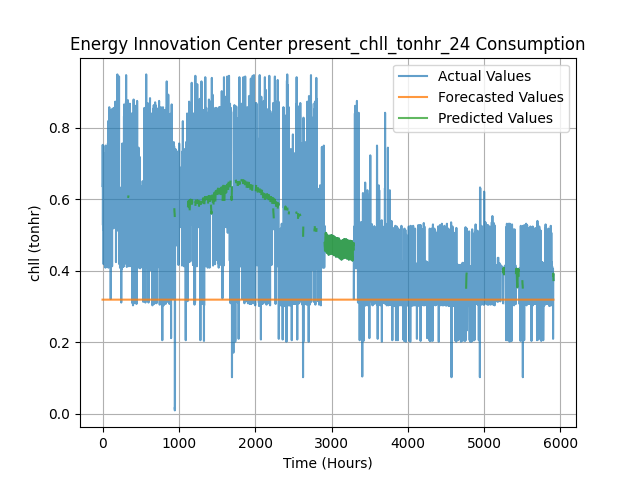 Energy Innovation Center present_chll_tonhr_24 Consumption
Actual Values
Forecasted Values
Predicted Values
chll (tonhr)
0.8
0.6
0.4
0.2
0.0
0 1000 2000 3000 4000 5000 6000
Time (Hours)